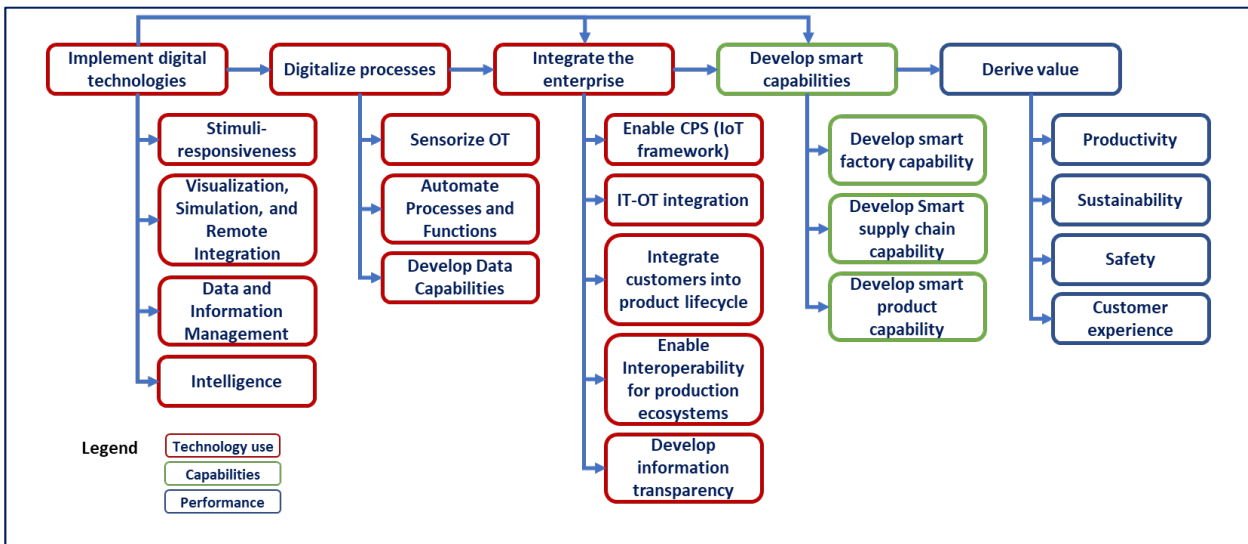 Implement digital
technologies
Digitalize processes
Integrate the
enterprise
Develop smart
capabilities
Derive value
Stimuli-
responsiveness
Visualization,
Simulation, and
Remote
Integration
Data and
Information
Management
Intelligence
Sensorize OT
Automate
Processes and
Functions
Develop Data
Capabilities
Enable CPS (IoT
framework)
IT-OT integration
Integrate
customers into
product lifecycle
Enable
Interoperability
for production
ecosystems
Develop
information
transparency
Develop smart
factory capability
Develop Smart
supply chain
capability
Develop smart
product
capability
Productivity
Sustainability
Safety
Customer
experience
Legend
Technology use
Capabilities
Performance